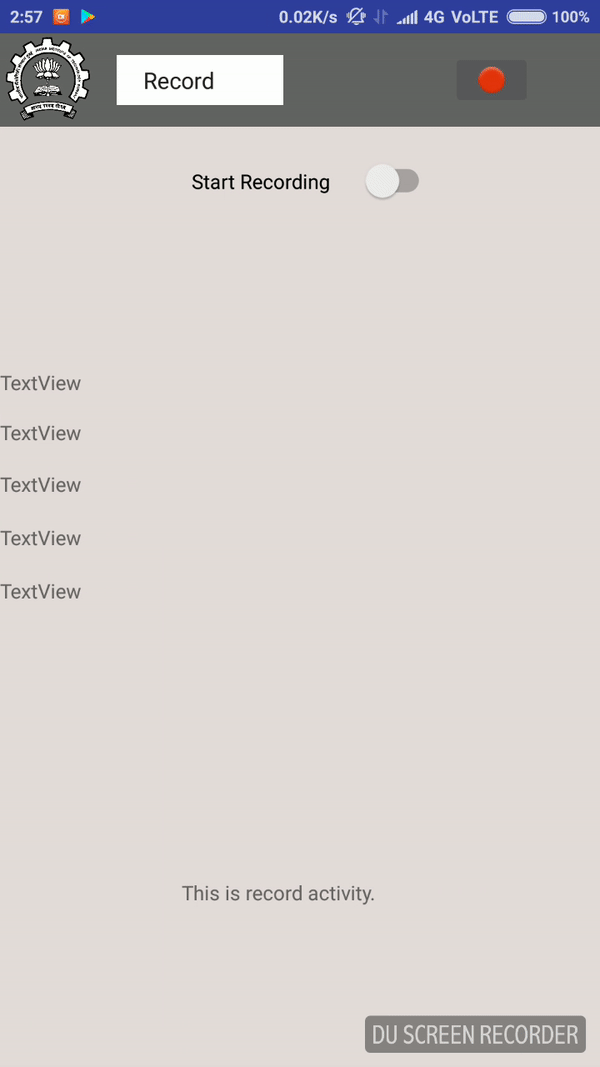 2:57 0.02K/s 4G VoLTE 100%
Record
Start Recording
TextView
TextView
TextView
TextView
TextView
This is record activity.
DU SCREEN RECORDER